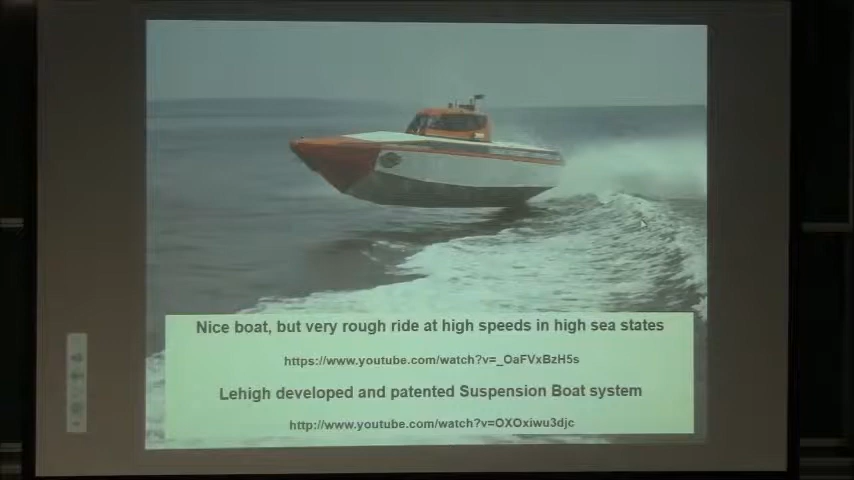 Nice boat, but very rough ride at high speeds in high sea states
https://www.youtube.com/watch?v=_OaFVxBzH5s
Lehigh developed and patented Suspension Boat system
http://www.youtube.com/watch?v=OXOxiwu3djc